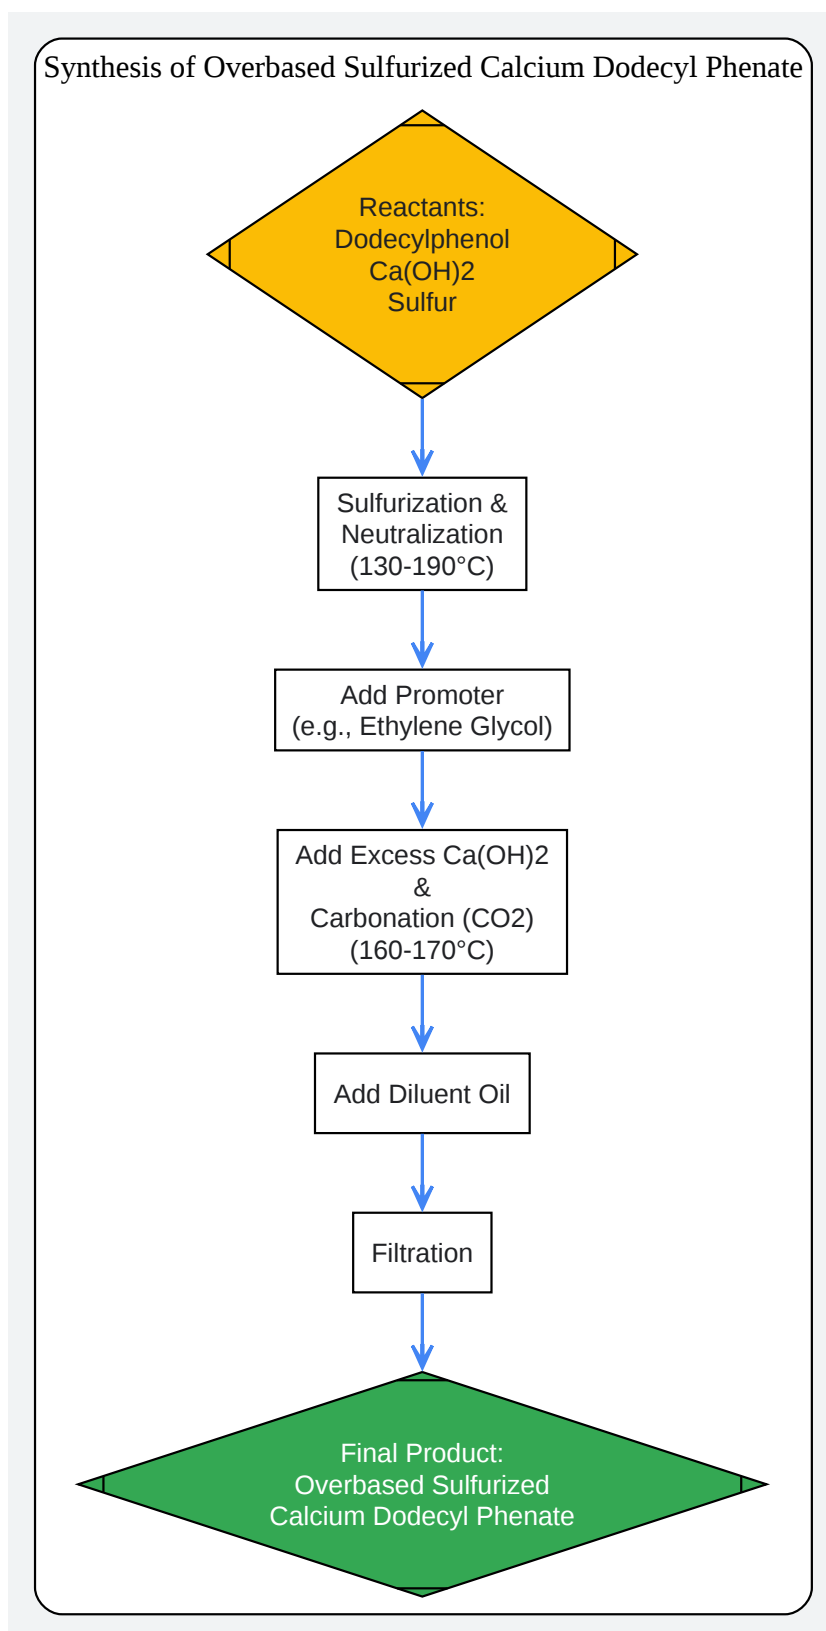 Synthesis of Overbased Sulfurized Calcium Dodecyl Phenate
Reactants:
Dodecylphenol
Ca(OH)2
Sulfur
Sulfurization &
Neutralization
(130-190°C)
Add Promoter
(e.g., Ethylene Glycol)
Add Excess Ca(OH)2
&
Carbonation (CO2)
(160-170°C)
Add Diluent Oil
Filtration
Final Product:
Overbased Sulfurized
Calcium Dodecyl Phenate